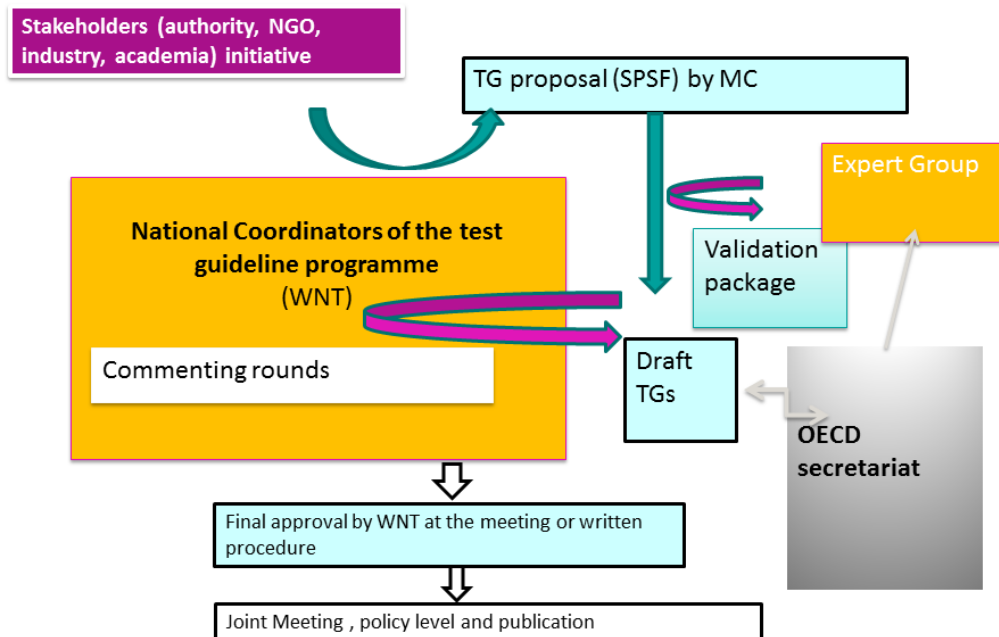 Stakeholders (authority, NGO,
industry, academia) initiative
TG proposal (SPSF) by MC
Expert Group
National Coordinators of the test
guideline programme
(WNT)
Validation
package
Commenting rounds
Draft
TGs
OECD
secretariat
Final approval by WNT at the meeting or written
procedure
Joint Meeting , policy level and publication